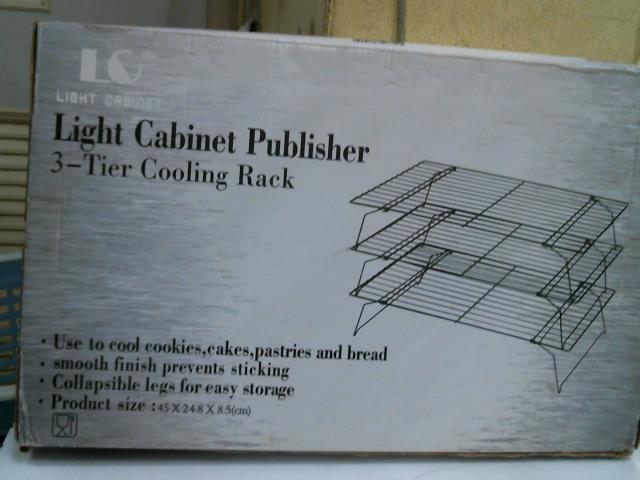 LC
LIGHT CABINET
Light Cabinet Publisher
3-Tier Cooling Rack
· Use to cool cookies,cakes,pastries and bread
· smooth finish prevents sticking
· Collapsible legs for easy storage
· Product size : 45 X 24.8 X 8.5(cm)